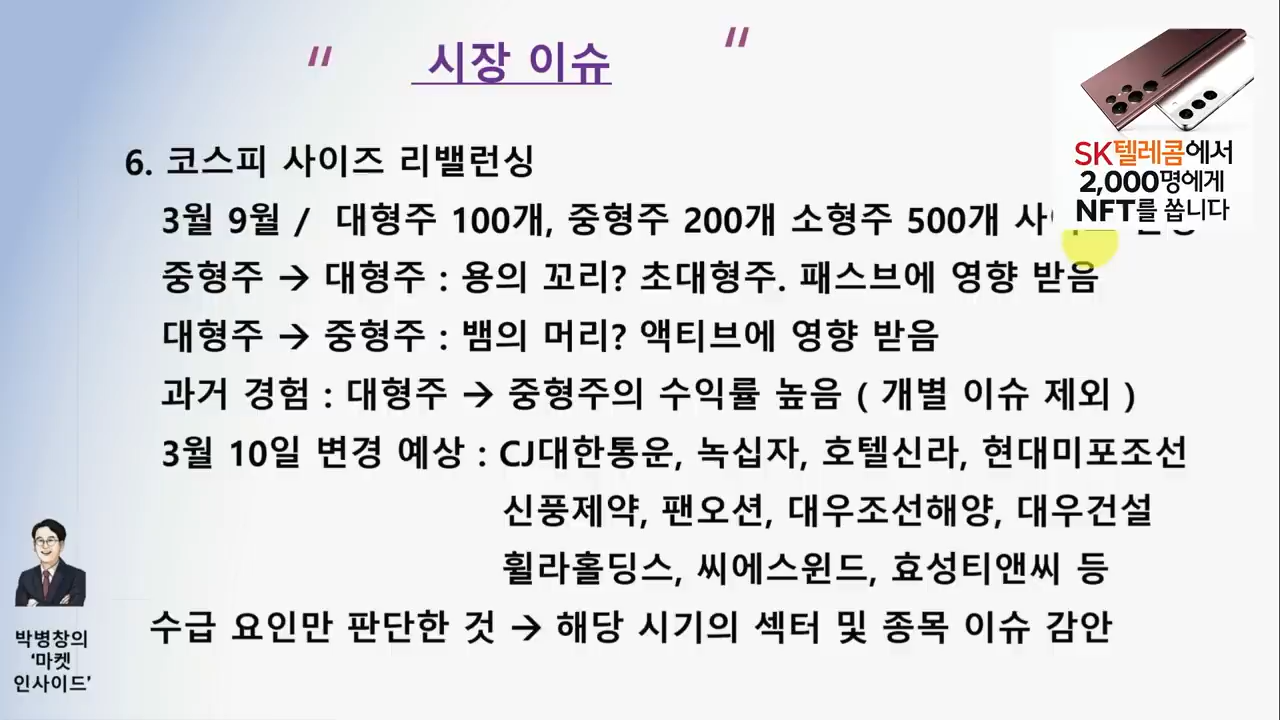 " 시장 이슈 "
6. 코스피 사이즈 리밸런싱
3월 9월 / 대형주 100개, 중형주 200개 소형주 500개
중형주 → 대형주 : 용의 꼬리? 초대형주. 패스브에 영향 받음
대형주 → 중형주 : 뱀의 머리? 액티브에 영향 받음
과거 경험 : 대형주 → 중형주의 수익률 높음 ( 개별 이슈 제외 )
3월 10일 변경 예상 : CJ대한통운, 녹십자, 호텔신라, 현대미포조선
신풍제약, 팬오션, 대우조선해양, 대우건설
휠라홀딩스, 씨에스윈드, 효성티앤씨 등
수급 요인만 판단한 것 → 해당 시기의 섹터 및 종목 이슈 감안
SK텔레콤에서
2,000명에게
NFT를 쏩니다
박병창의
‘마켓
인사이드’